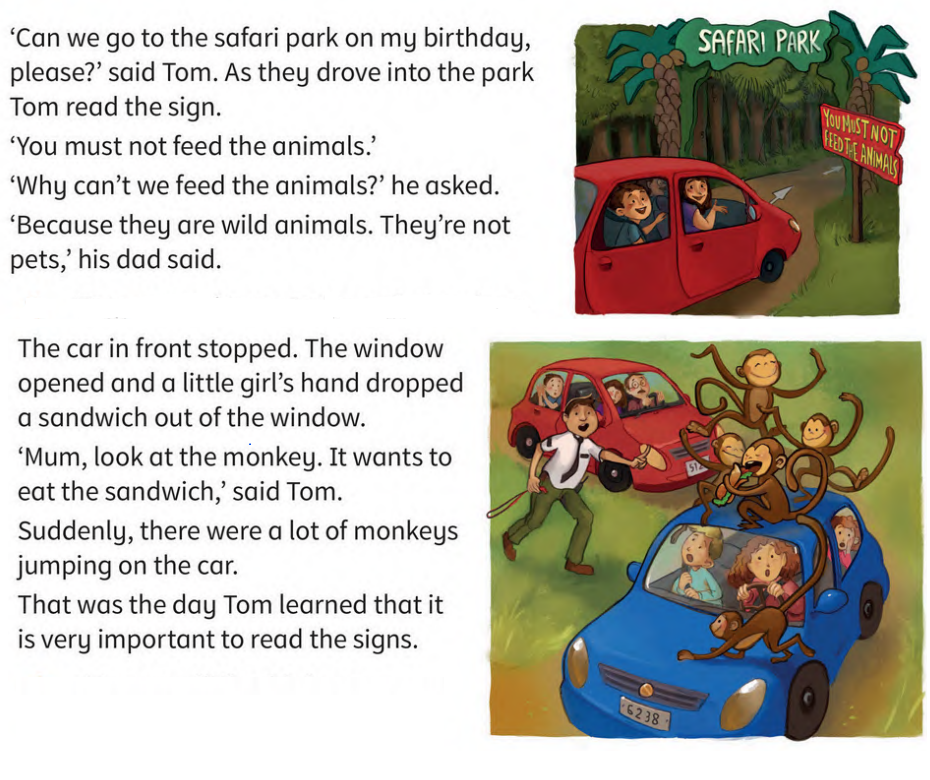 ‘Can we go to the safari park on my birthday,
please?’ said Tom. As they drove into the park
Tom read the sign.
‘You must not feed the animals.’
‘Why can’t we feed the animals?’ he asked.
‘Because they are wild animals. They’re not
pets,’ his dad said.
SAFARI PARK
YOU MUST NOT
FEED THE ANIMALS
The car in front stopped. The window
opened and a little girl’s hand dropped
a sandwich out of the window.
‘Mum, look at the monkey. It wants to
eat the sandwich,’ said Tom.
Suddenly, there were a lot of monkeys
jumping on the car.
That was the day Tom learned that it
is very important to read the signs.
6238